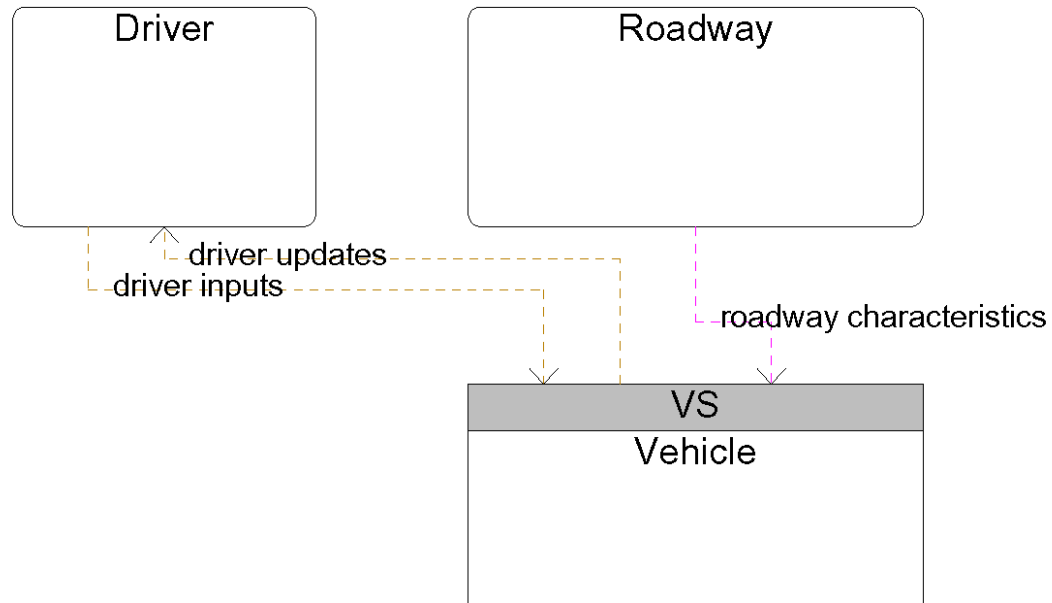 Driver
Roadway
driver updates
driver inputs
roadway characteristics
VS
Vehicle